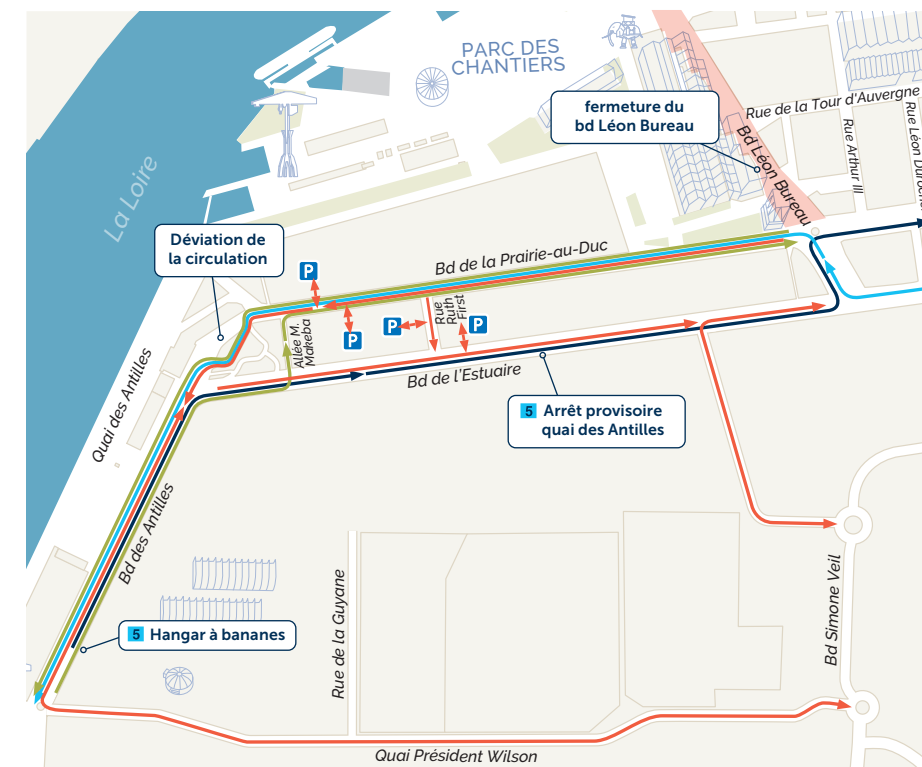 PARC DES
CHANTIERS
fermeture du
bd Léon Bureau
Rue de la Tour d'Auvergne
Bd Léon Bureau
Rue Arthur III
Rue Léon Durocher
La Loire
Déviation de
la circulation
Bd de la Prairie-au-Duc
P
P
P
P
Allée M.
Makeba
Rue
Ruth
First
Quai des Antilles
Bd de l'Estuaire
5 Arrêt provisoire
quai des Antilles
Bd des Antilles
5 Hangar à bananes
Rue de la Guyane
Bd Simone Veil
Quai Président Wilson